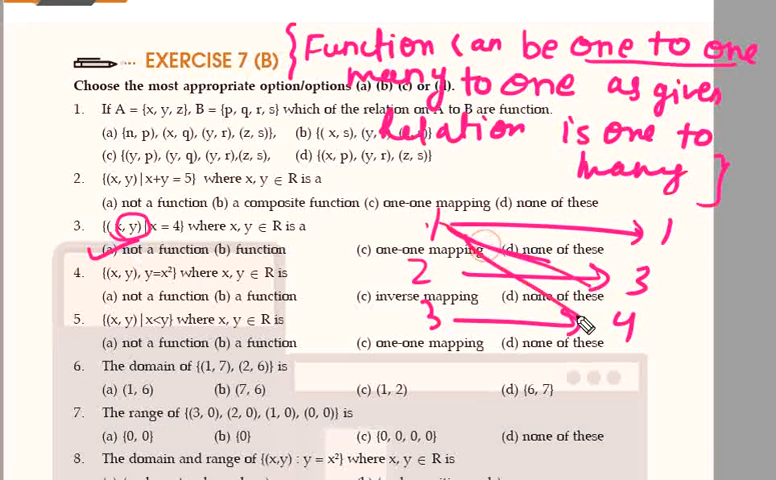 EXERCISE 7 (B)
{Function can be one to one
many to one as given
Relation is one to
many}
Choose the most appropriate option/options (a) (b) (c) or (d).
1. If A = {x, y, z}, B = {p, q, r, s} which of the relation on A to B are function.
(a) {n, p), (x, q), (y, r), (z, s)}, (b) {( x, s), (y,
(c) {(y, p), (y, q), (y, r),(z, s), (d) {(x, p), (y, r), (z, s)}
2. {(x, y)|x+y = 5} where x, y ∈ R is a
(a) not a function (b) a composite function (c) one-one mapping (d) none of these
3. {( x, y)|x = 4} where x, y ∈ R is a
(a) not a function (b) function (c) one-one mapping (d) none of these
1 1
2 3
3 4
4. {(x, y), y=x²} where x, y ∈ R is
(a) not a function (b) a function (c) inverse mapping (d) none of these
5. {(x, y)|x<y} where x, y ∈ R is
(a) not a function (b) a function (c) one-one mapping (d) none of these
6. The domain of {(1, 7), (2, 6)} is
(a) (1, 6) (b) (7, 6) (c) (1, 2) (d) {6, 7}
7. The range of {(3, 0), (2, 0), (1, 0), (0, 0)} is
(a) {0, 0} (b) {0} (c) {0, 0, 0, 0} (d) none of these
8. The domain and range of {(x,y) : y = x²} where x, y ∈ R is